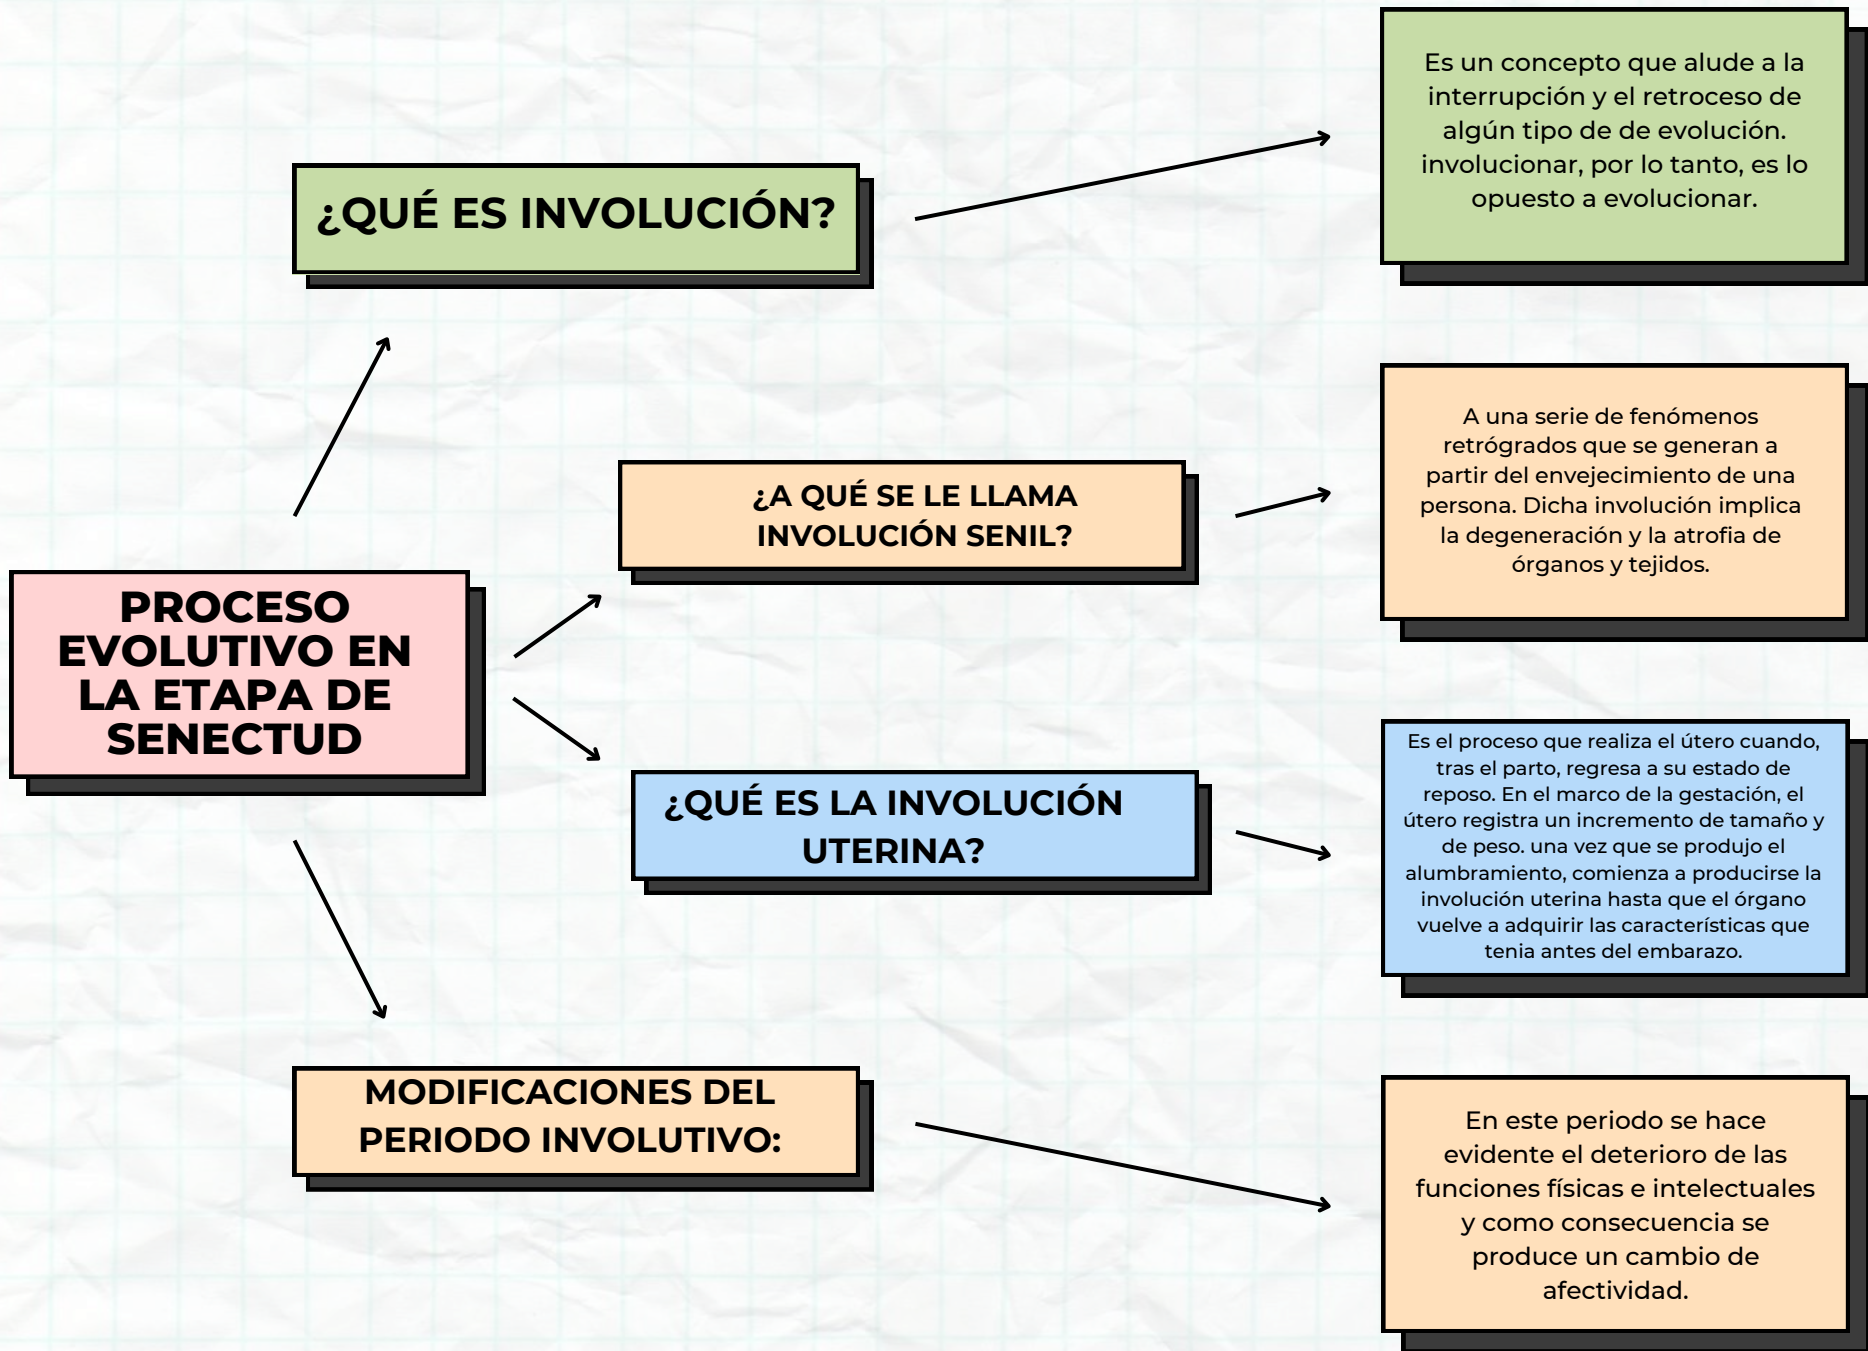 PROCESO
EVOLUTIVO EN
LA ETAPA DE
SENECTUD
¿QUÉ ES INVOLUCIÓN?
Es un concepto que alude a la
interrupción y el retroceso de
algún tipo de de evolución.
involucionar, por lo tanto, es lo
opuesto a evolucionar.
¿A QUÉ SE LE LLAMA
INVOLUCIÓN SENIL?
A una serie de fenómenos
retrógrados que se generan a
partir del envejecimiento de una
persona. Dicha involución implica
la degeneración y la atrofia de
órganos y tejidos.
¿QUÉ ES LA INVOLUCIÓN
UTERINA?
Es el proceso que realiza el útero cuando,
tras el parto, regresa a su estado de
reposo. En el marco de la gestación, el
útero registra un incremento de tamaño y
de peso. una vez que se produjo el
alumbramiento, comienza a producirse la
involución uterina hasta que el órgano
vuelve a adquirir las características que
tenia antes del embarazo.
MODIFICACIONES DEL
PERIODO INVOLUTIVO:
En este periodo se hace
evidente el deterioro de las
funciones físicas e intelectuales
y como consecuencia se
produce un cambio de
afectividad.